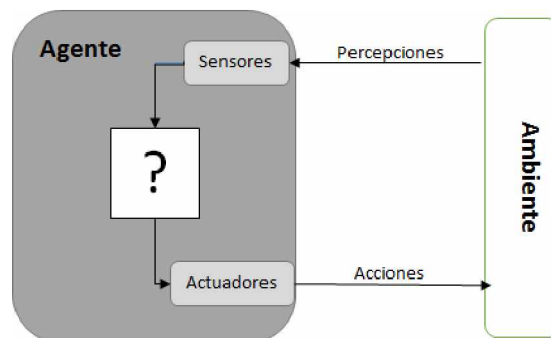 Agente
Sensores
Percepciones
?
Ambiente
Actuadores
Acciones